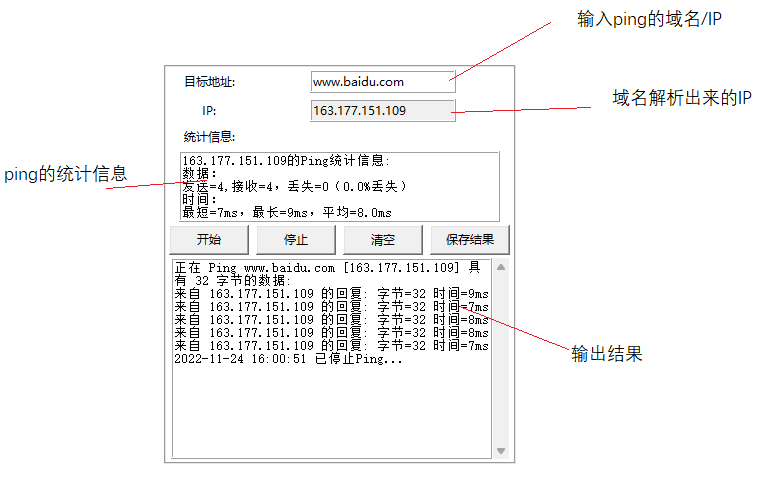 输入ping的域名/IP
目标地址:
www.baidu.com
域名解析出来的IP
IP:
163.177.151.109
统计信息:
ping的统计信息
163.177.151.109的Ping统计信息:
数据:
发送=4,接收=4，丢失=0（0.0%丢失）
时间:
最短=7ms，最长=9ms，平均=8.0ms
开始
停止
清空
保存结果
正在 Ping www.baidu.com [163.177.151.109] 具
有 32 字节的数据:
来自 163.177.151.109 的回复: 字节=32 时间=9ms
来自 163.177.151.109 的回复: 字节=32 时间=7ms
来自 163.177.151.109 的回复: 字节=32 时间=8ms
来自 163.177.151.109 的回复: 字节=32 时间=8ms
来自 163.177.151.109 的回复: 字节=32 时间=7ms
2022-11-24 16:00:51 已停止Ping...
输出结果